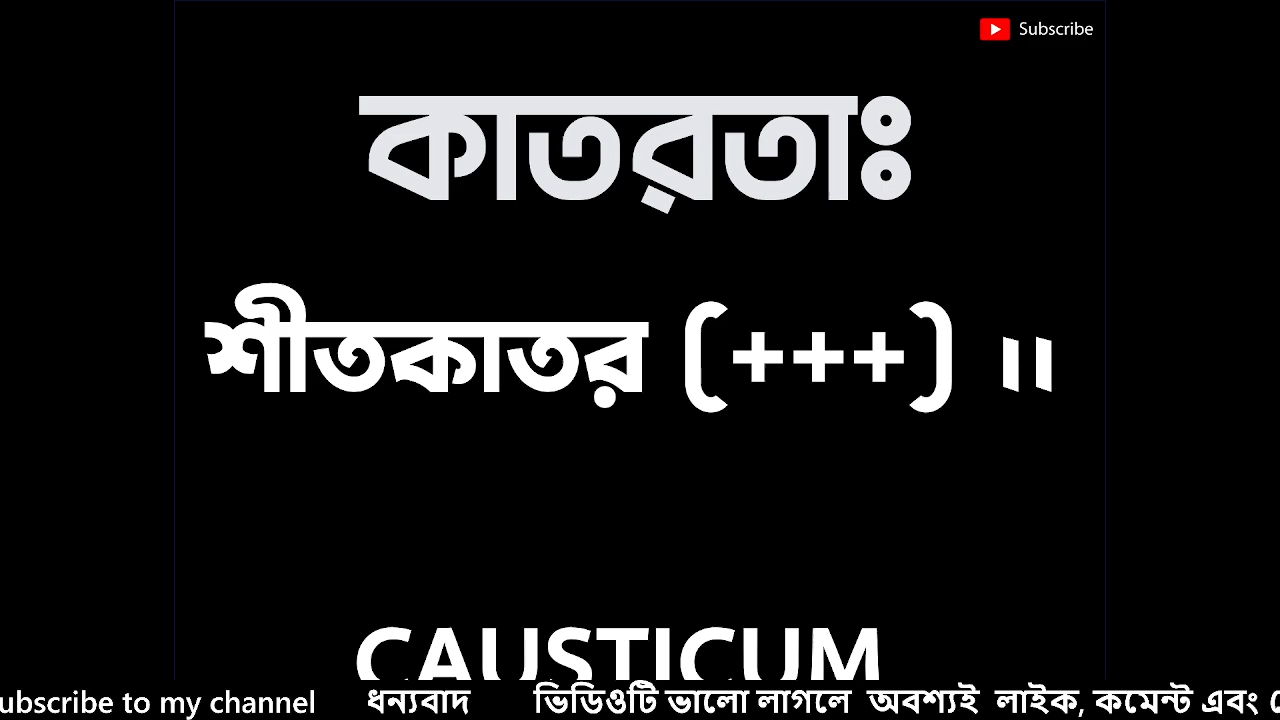 Subscribe
কাতরতাঃ
শীতকাতর (+++) ।।
CAUSTICUM
ubscribe to my channel ধন্যবাদ ভিডিওটি ভালো লাগলে অবশ্যই লাইক, কমেন্ট এবং